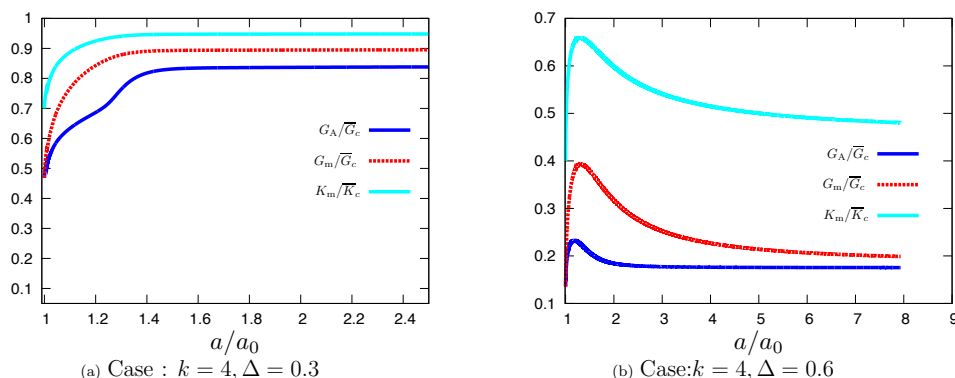 1
0.9
0.8
0.7
0.6
0.5
0.4
0.3
0.2
0.1
1 1.2 1.4 1.6 1.8 2 2.2 2.4
G_A/\overline{G}_c
G_m/\overline{G}_c
K_m/\overline{K}_c
a/a_0
(a) Case : k = 4, Δ = 0.3
0.7
0.6
0.5
0.4
0.3
0.2
0.1
1 2 3 4 5 6 7 8 9
G_A/\overline{G}_c
G_m/\overline{G}_c
K_m/\overline{K}_c
a/a_0
(b) Case:k = 4, Δ = 0.6